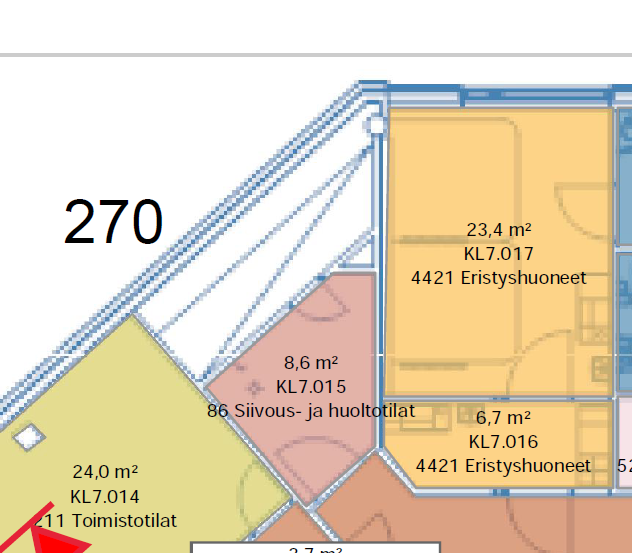 270
23,4 m²
KL7.017
4421 Eristyshuoneet
8,6 m²
KL7.015
86 Siivous- ja huoltotilat
6,7 m²
KL7.016
4421 Eristyshuoneet
24,0 m²
KL7.014
211 Toimistotilat